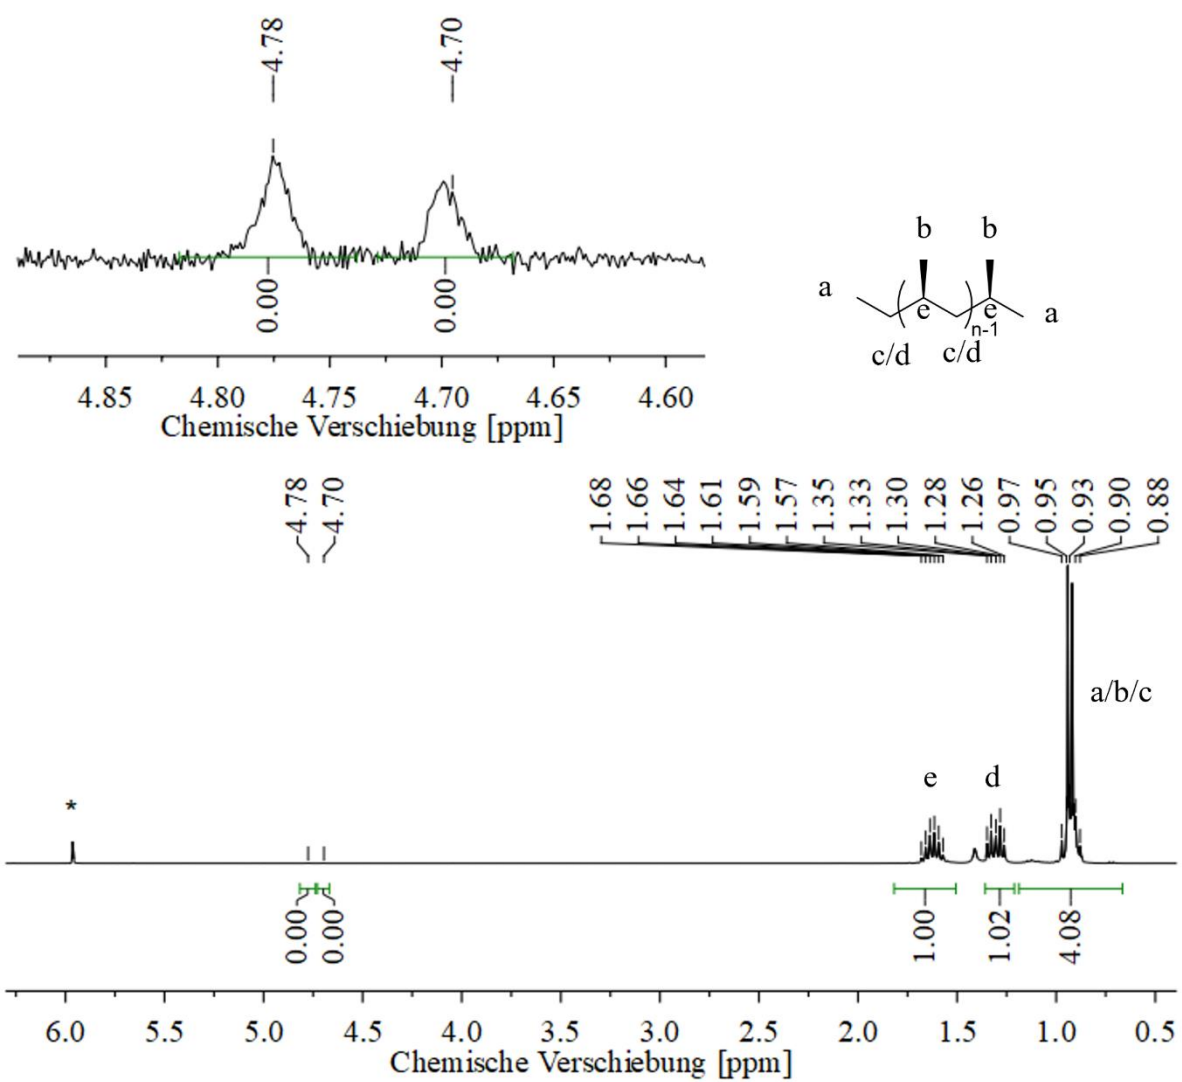 4.78
4.70
0.00
0.00
4.85 4.80 4.75 4.70 4.65 4.60
Chemische Verschiebung [ppm]
b b
a
e e
a
n-1
c/d c/d
4.78
4.70
1.68
1.66
1.64
1.61
1.59
1.57
1.35
1.33
1.30
1.28
1.26
0.97
0.95
0.93
0.90
0.88
a/b/c
e d
*
0.00
0.00
1.00
1.02
4.08
6.0 5.5 5.0 4.5 4.0 3.5 3.0 2.5 2.0 1.5 1.0 0.5
Chemische Verschiebung [ppm]